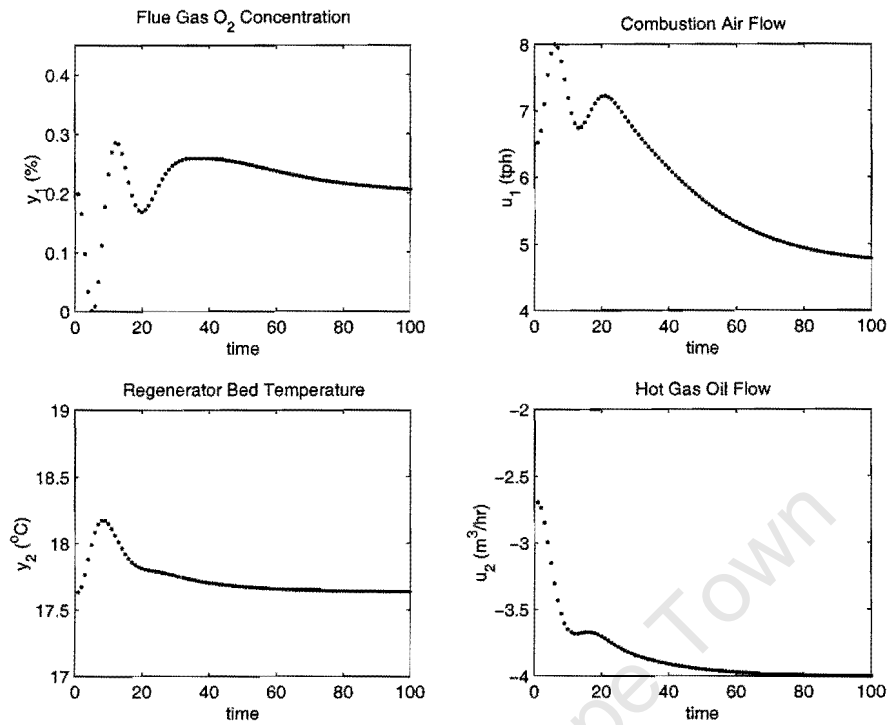 Flue Gas O2 Concentration
0.4
0.3
0.2
0.1
0
y1 (%)
0 20 40 60 80 100
time
Combustion Air Flow
8
7
6
5
4
u1 (tph)
0 20 40 60 80 100
time
Regenerator Bed Temperature
19
18.5
18
17.5
17
y2 (°C)
0 20 40 60 80 100
time
Hot Gas Oil Flow
-2
-2.5
-3
-3.5
-4
u2 (m3/hr)
0 20 40 60 80 100
time
pe Town